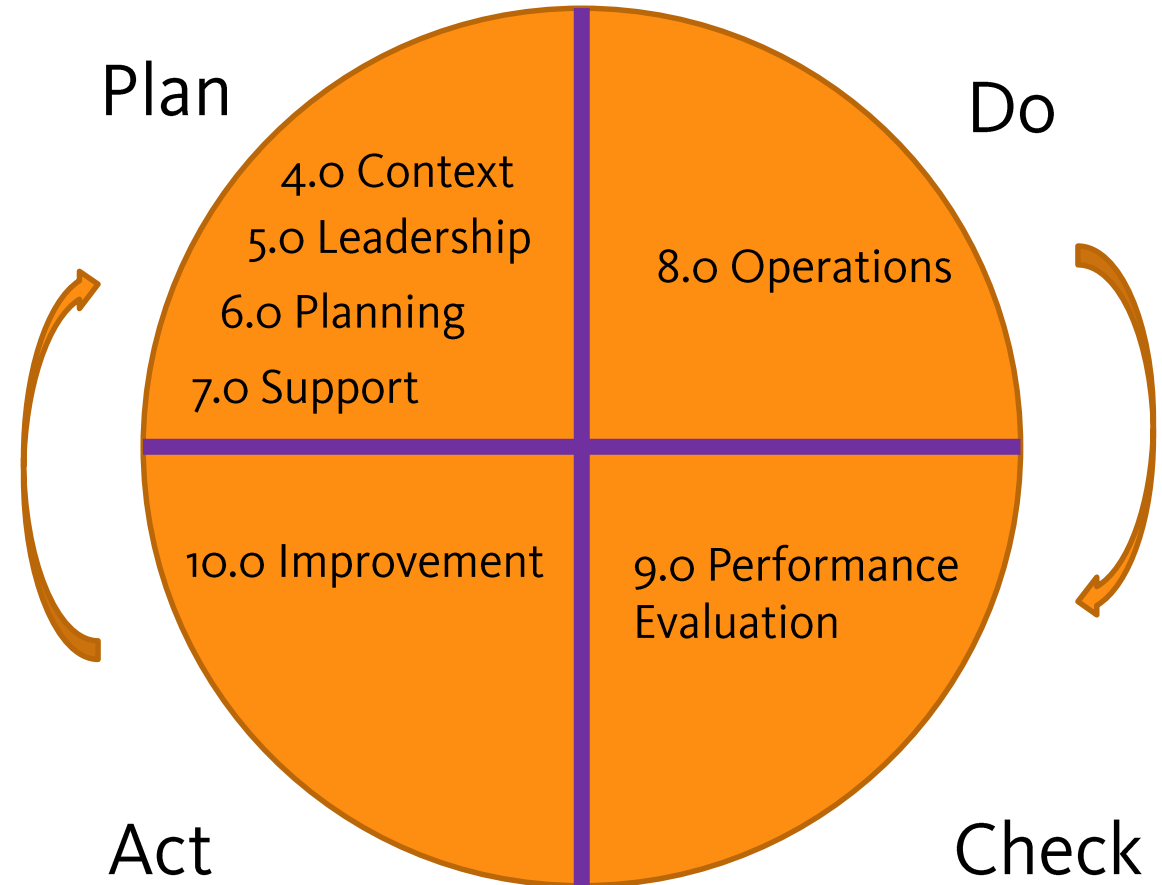 Plan
4.0 Context
5.0 Leadership
6.0 Planning
7.0 Support
Do
8.0 Operations
9.0 Performance
Evaluation
Check
10.0 Improvement
Act